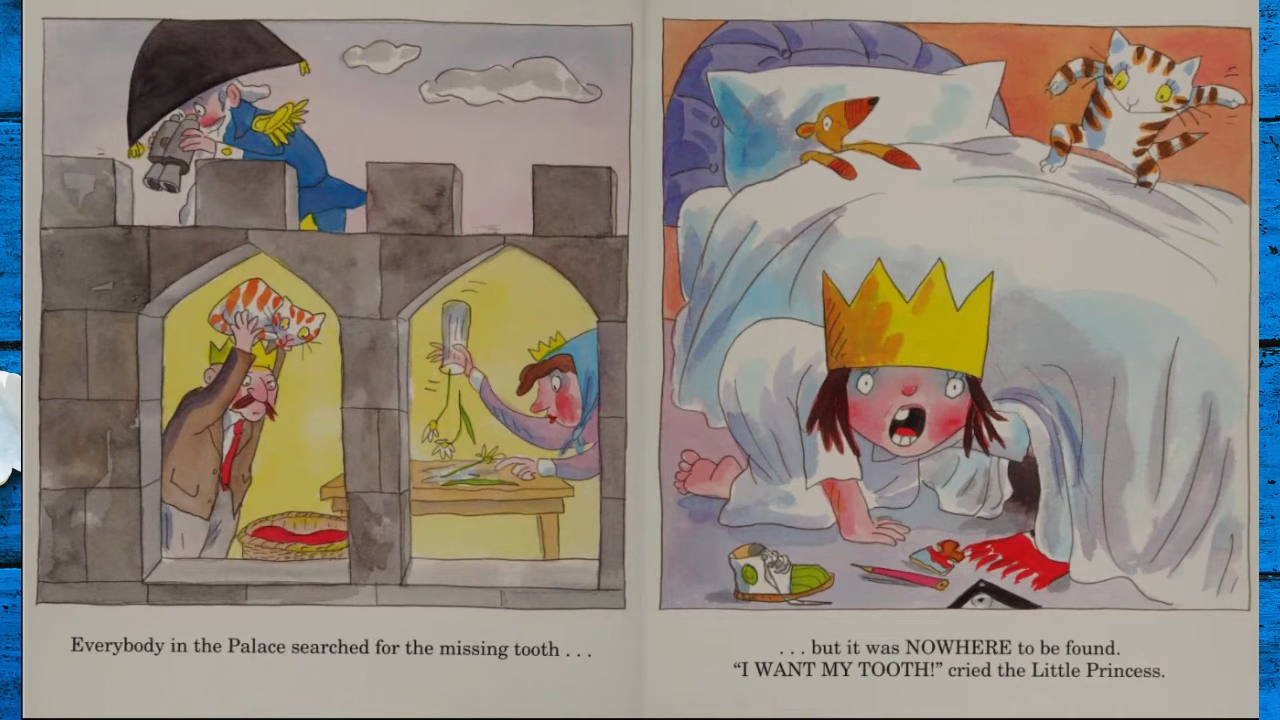 Everybody in the Palace searched for the missing tooth . . .
. . . but it was NOWHERE to be found.
“I WANT MY TOOTH!” cried the Little Princess.